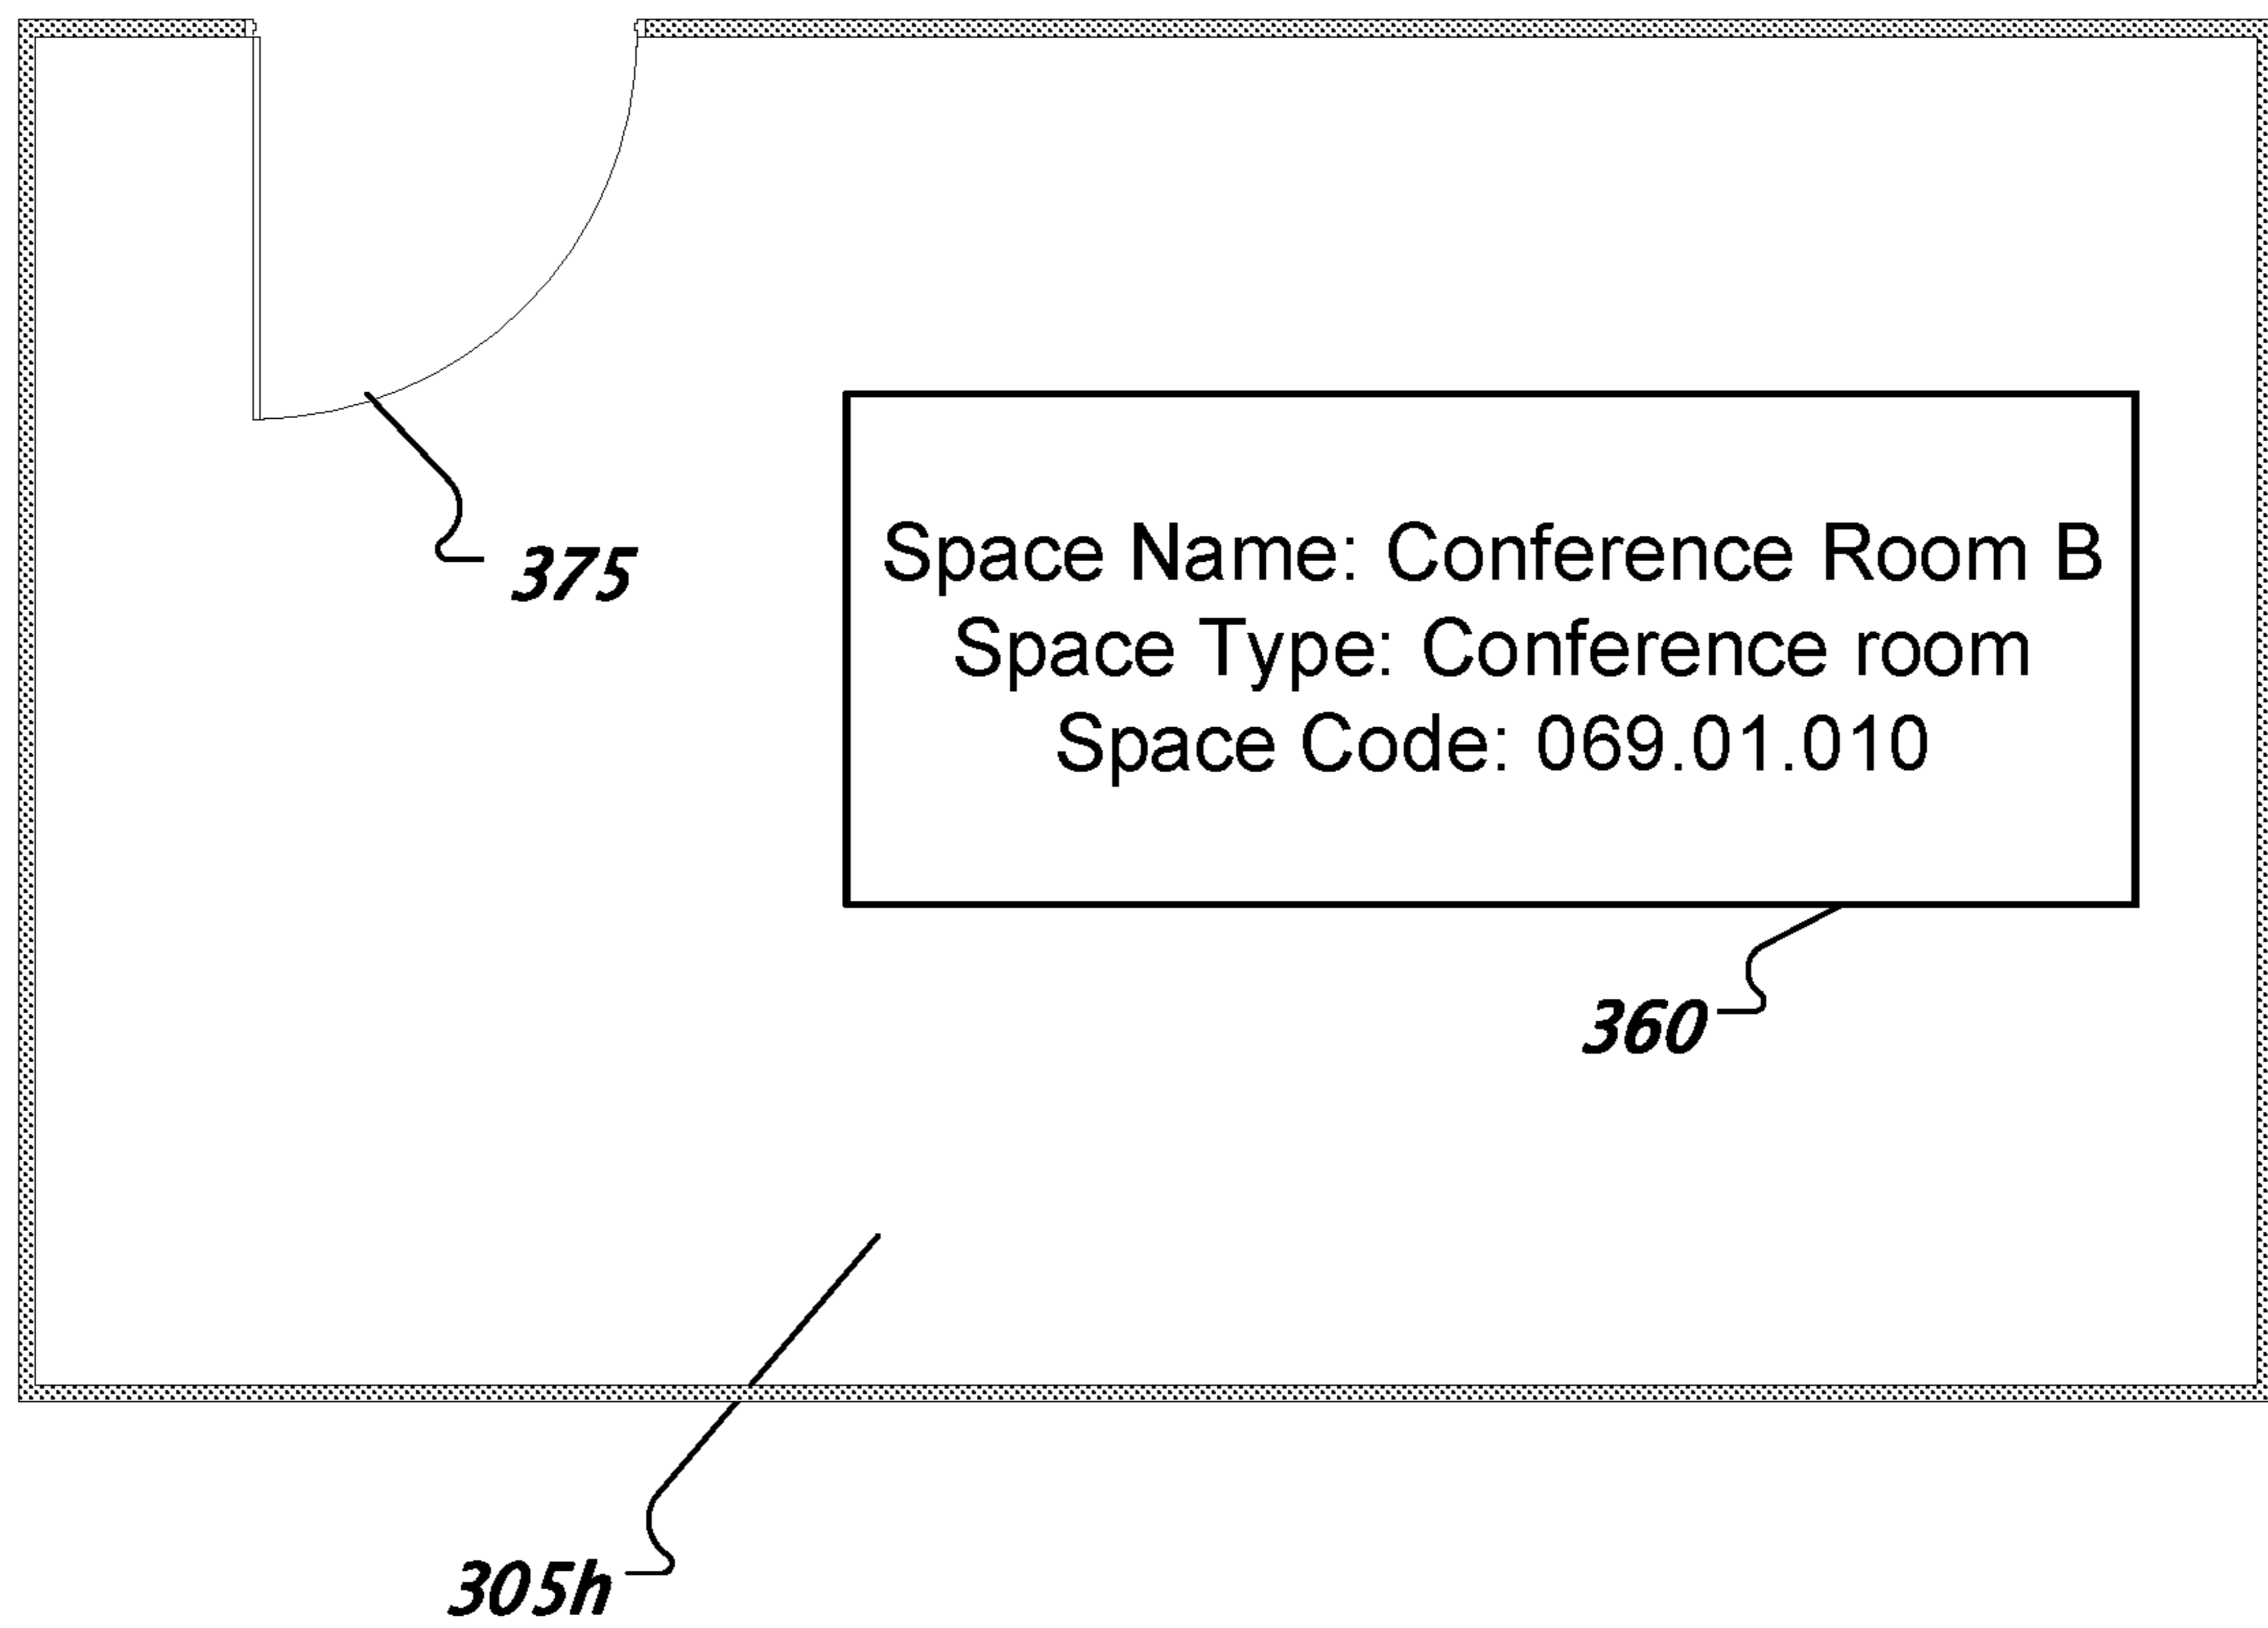 375
Space Name: Conference Room B
Space Type: Conference room
Space Code: 069.01.010
360
305h